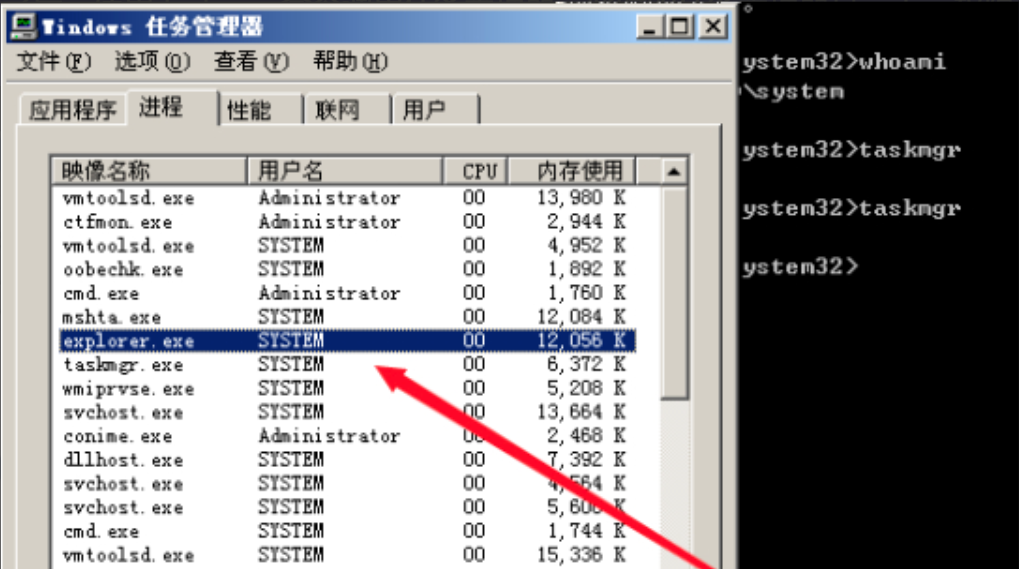 Windows 任务管理器
文件(F) 选项(O) 查看(V) 帮助(H)
应用程序 进程 性能 联网 用户
映像名称 用户名 CPU 内存使用
vmtoolsd.exe Administrator 00 13,980 K
ctfmon.exe Administrator 00 2,944 K
vmtoolsd.exe SYSTEM 00 4,952 K
oobechk.exe SYSTEM 00 1,892 K
cmd.exe Administrator 00 1,760 K
mshta.exe SYSTEM 00 12,084 K
explorer.exe SYSTEM 00 12,056 K
taskmgr.exe SYSTEM 00 6,372 K
wmiprvse.exe SYSTEM 00 5,208 K
svchost.exe SYSTEM 00 13,664 K
conime.exe Administrator 00 2,468 K
dllhost.exe SYSTEM 00 7,392 K
svchost.exe SYSTEM 00 4,564 K
svchost.exe SYSTEM 00 K
cmd.exe SYSTEM 00 1,744 K
vmtoolsd.exe SYSTEM 00 15,336 K
ystem32>whoami
\system
ystem32>taskmgr
ystem32>taskmgr
ystem32>